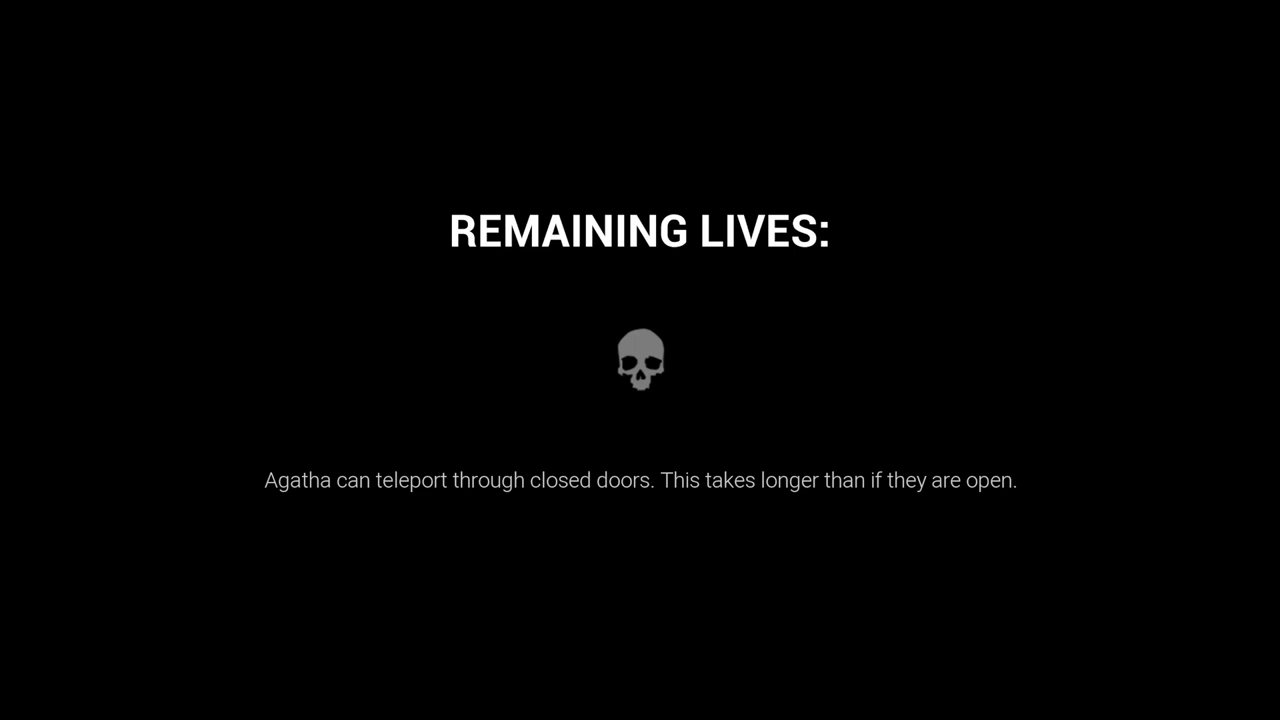 REMAINING LIVES:
Agatha can teleport through closed doors. This takes longer than if they are open.